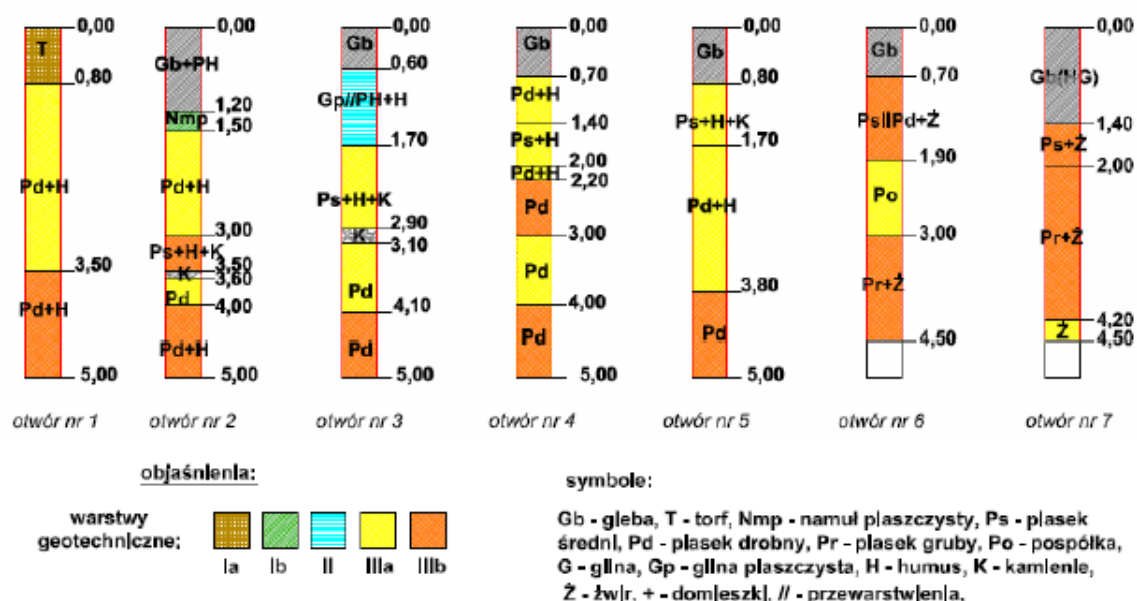 0,00 0,00 0,00 0,00 0,00 0,00 0,00
T
0,80
Pd+H
3,50
Pd+H
5,00
Gb+PH
1,20
Nmp
1,50
Pd+H
3,00
Ps+H+K
3,50
K
3,60
Pd
4,00
Pd+H
5,00
Gb
0,60
Gp//PH+H
1,70
Ps+H+K
2,90
K
3,10
Pd
4,10
Pd
5,00
Gb
0,70
Pd+H
1,40
Ps+H
2,00
Pd+H
2,20
Pd
3,00
Pd
4,00
Pd
5,00
Gb
0,80
Ps+H+K
1,70
Pd+H
3,80
Pd
5,00
Gb
0,70
Ps||Pd+Ż
1,90
Po
3,00
Pr+Ż
4,50
Gb(HG)
1,40
Ps+Ż
2,00
Pr+Ż
4,20
Ż
4,50
otwór nr 1 otwór nr 2 otwór nr 3 otwór nr 4 otwór nr 5 otwór nr 6 otwór nr 7
objaśnienia:
warstwy
geotechniczne:
Ia Ib II IIIa IIIb
symbole:
Gb - gleba, T - torf, Nmp - namuł piaszczysty, Ps - piasek
średni, Pd - piasek drobny, Pr - piasek gruby, Po - pospółka,
G - glina, Gp - glina piaszczysta, H - humus, K - kamienie,
Ż - żwir, + - domieszki, // - przewarstwienia,